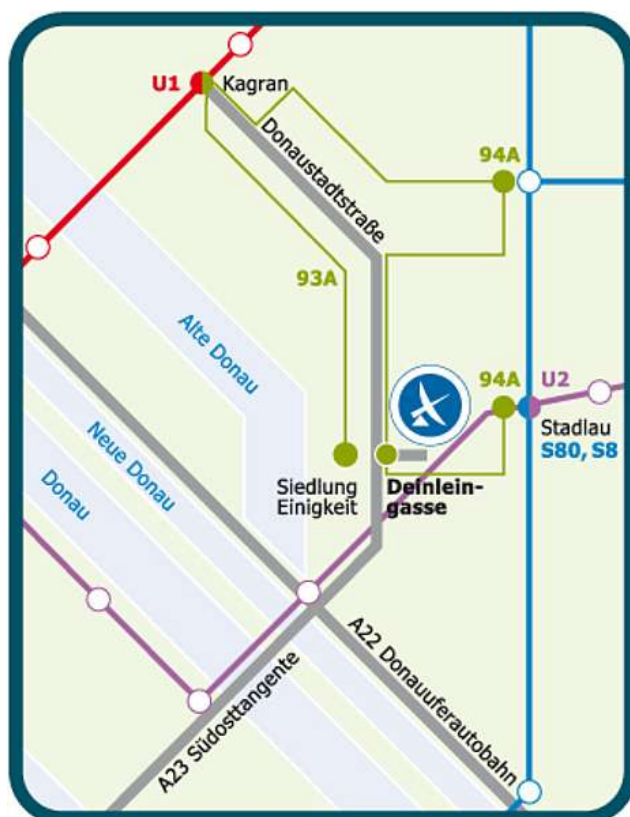 U1
Kagran
Donaustadtstraße
94A
93A
Alte Donau
Neue Donau
Donau
94A
U2
Stadlau
S80, S8
Siedlung
Einigkeit
Deinlein-
gasse
A23 Südosttangente
A22 Donauuferautobahn